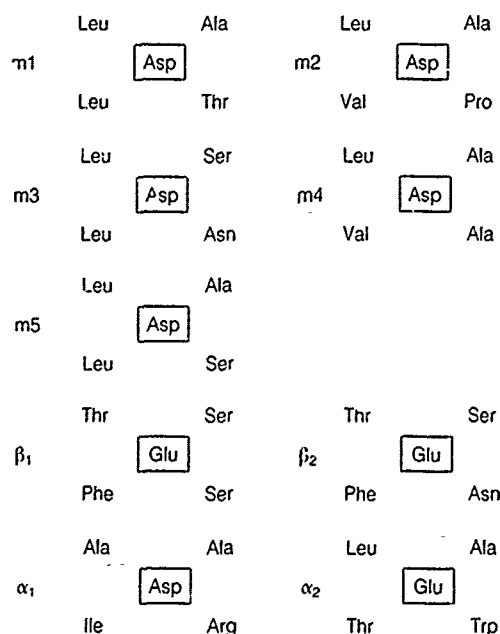 Leu Ala Leu Ala
m1 Asp m2 Asp
Leu Thr Val Pro
Leu Ser Leu Ala
m3 Asp m4 Asp
Leu Asn Val Ala
Leu Ala
m5 Asp
Leu Ser
Thr Ser Thr Ser
β₁ Glu β₂ Glu
Phe Ser Phe Asn
Ala Ala Leu Ala
α₁ Asp α₂ Glu
Ile Arg Thr Trp